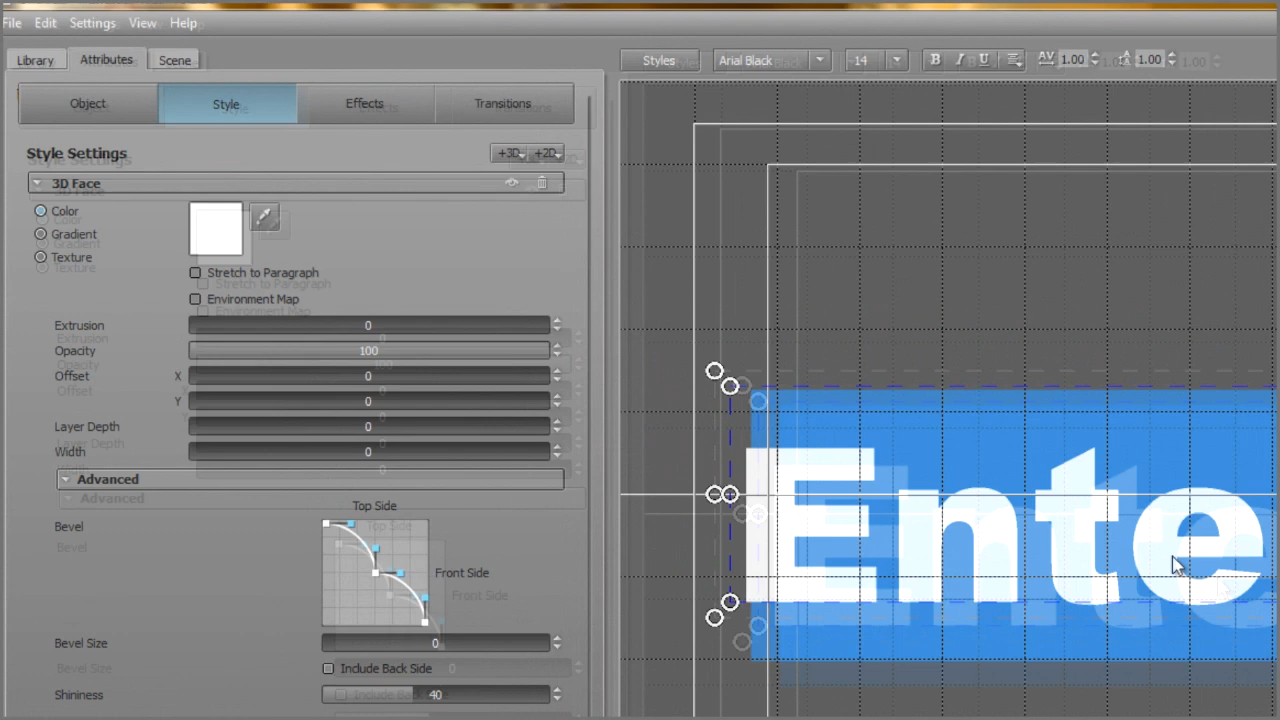 File Edit Settings View Help
Library Attributes Scene
Styles Arial Black 14 B I U AV 1.00 A 1.00
Object Style Effects Transitions
Style Settings +3D +2D
3D Face
Color
Gradient
Texture
Stretch to Paragraph
Environment Map
Extrusion 0
Opacity 100
Offset X 0
Y 0
Layer Depth 0
Width 0
Advanced
Top Side
Bevel
Front Side
Bevel Size 0
Include Back Side
Shininess 40
Ente